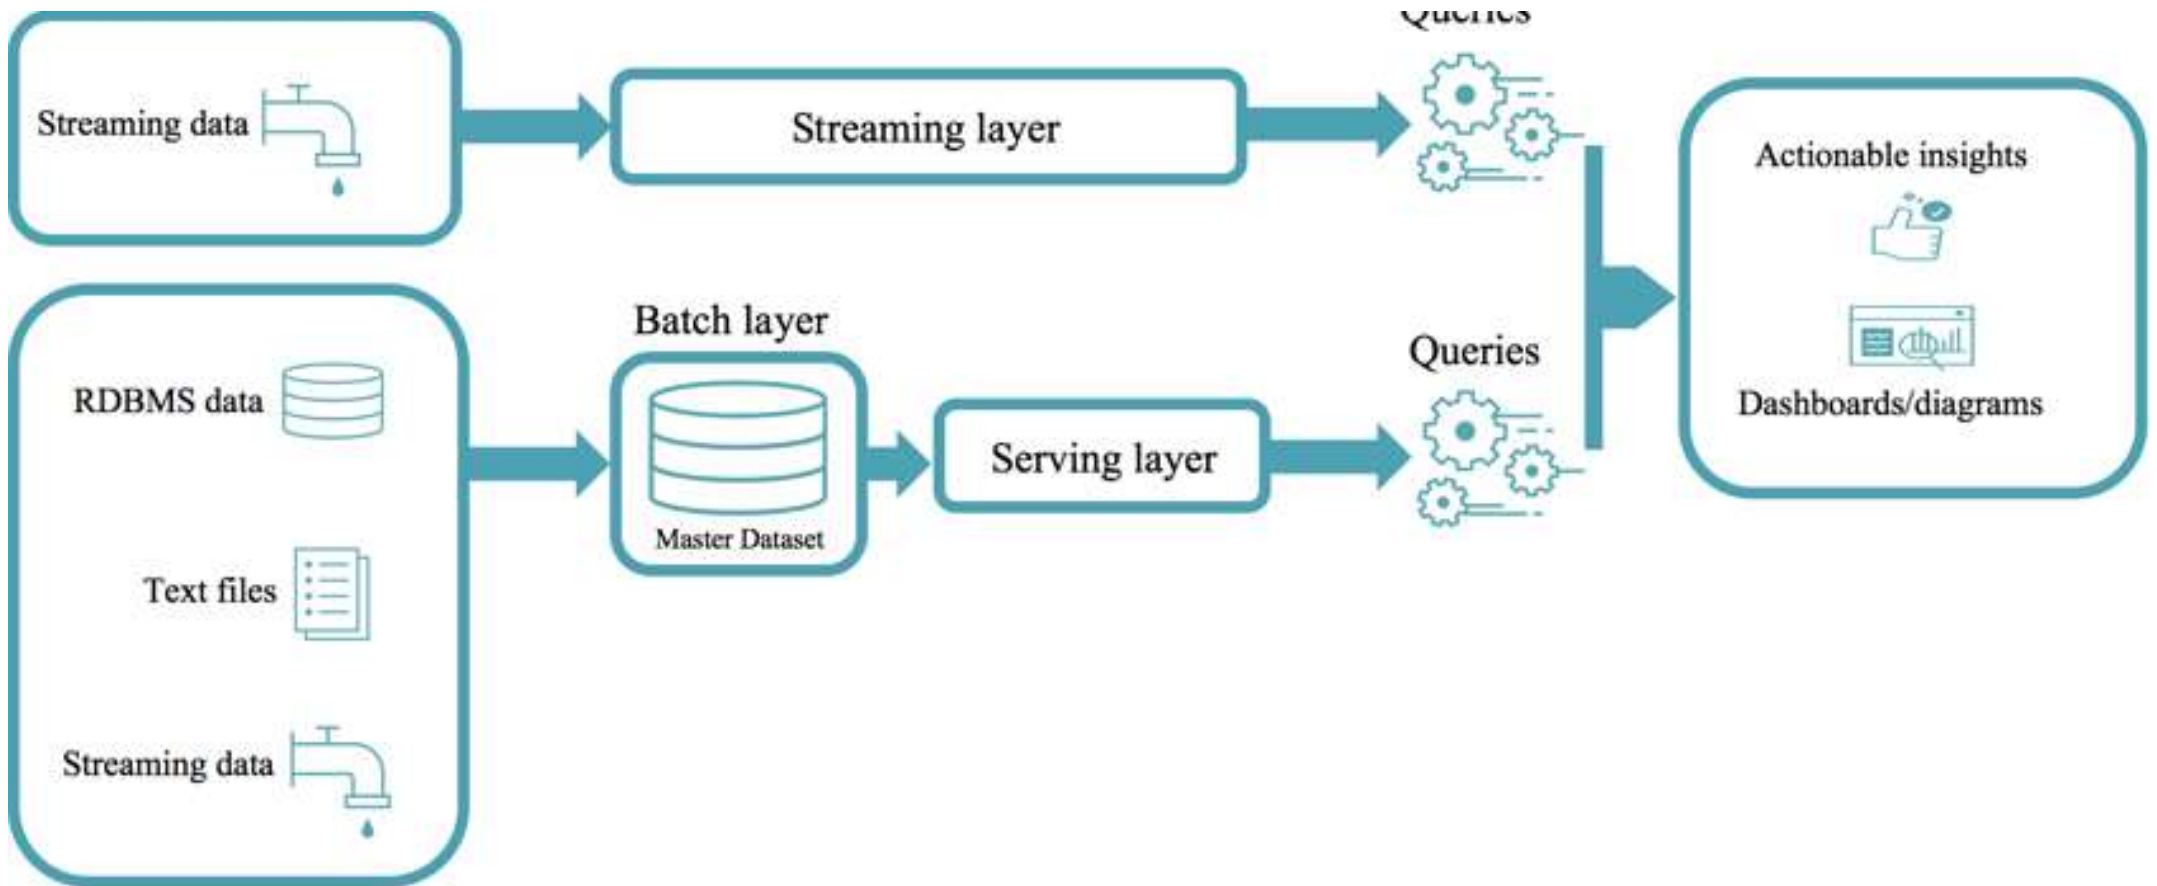 Queries
Streaming data
Streaming layer
Actionable insights
Batch layer
Queries
RDBMS data
Dashboards/diagrams
Serving layer
Master Dataset
Text files
Streaming data